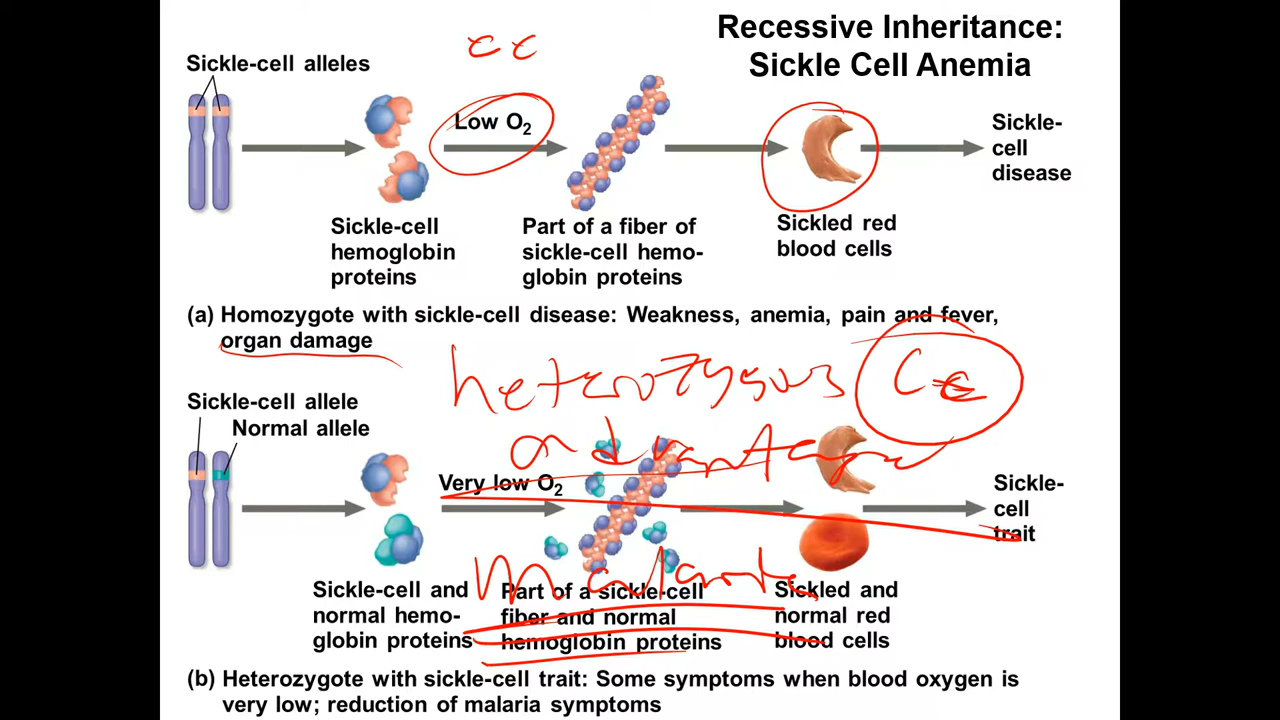 Recessive Inheritance:
Sickle Cell Anemia
Sickle-cell alleles
Low O2
Sickle-
cell
disease
Sickle-cell
hemoglobin
proteins
Part of a fiber of
sickle-cell hemo-
globin proteins
Sickled red
blood cells
(a) Homozygote with sickle-cell disease: Weakness, anemia, pain and fever,
organ damage
heterozygous
advantage
Sickle-cell allele
Normal allele
Very low O2
Sickle-
cell
trait
Sickle-cell and
normal hemo-
globin proteins
Part of a sickle-cell
fiber and normal
hemoglobin proteins
Sickled and
normal red
blood cells
(b) Heterozygote with sickle-cell trait: Some symptoms when blood oxygen is
very low; reduction of malaria symptoms